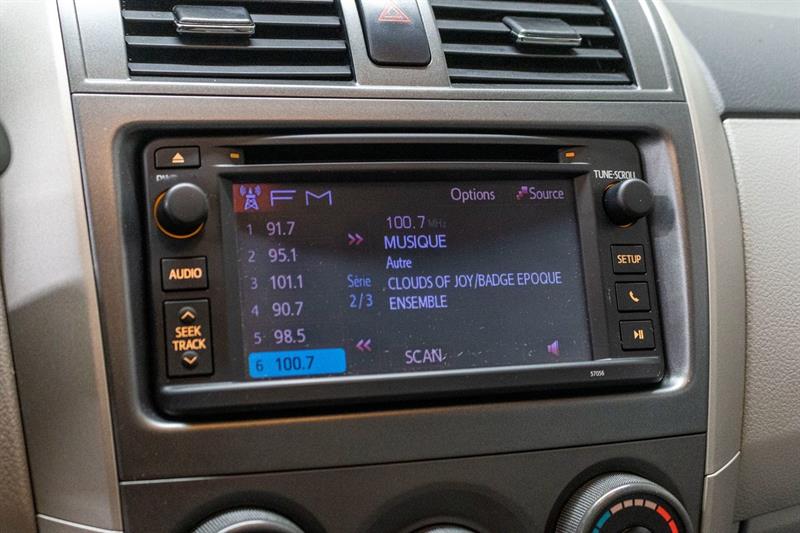 TUNE·SCROLL
FM
Options
Source
1 91.7
2 95.1
3 101.1
4 90.7
5 98.5
6 100.7
100.7 MHz
MUSIQUE
Autre
Série
2/3
CLOUDS OF JOY/BADGE EPOQUE
ENSEMBLE
SCAN
AUDIO
SEEK
TRACK
SETUP
57056